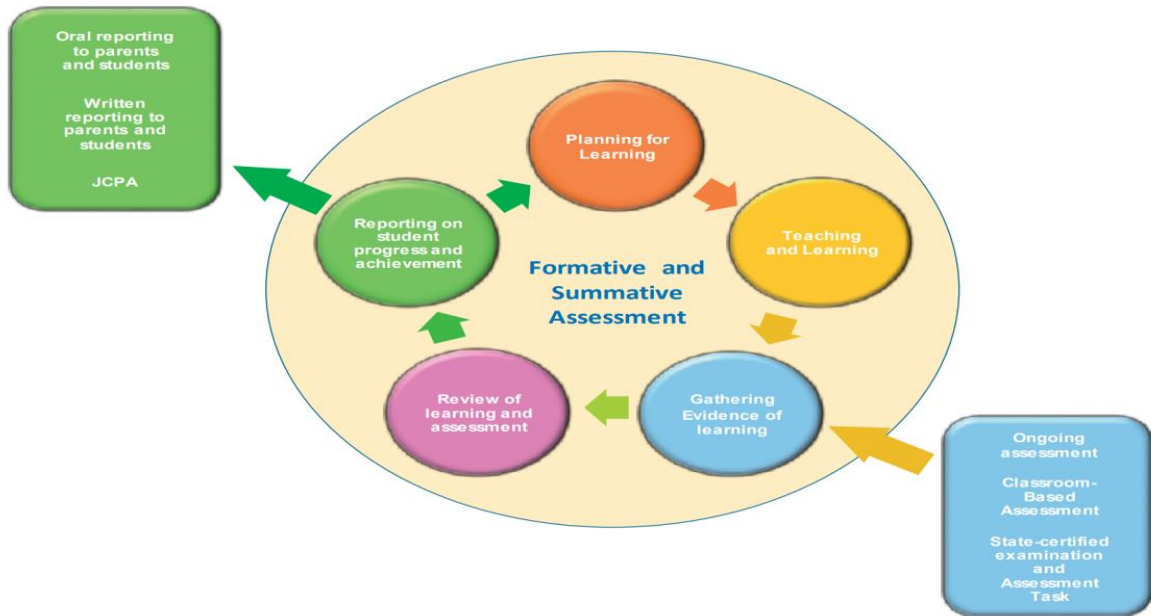 Oral reporting
to parents
and students
Written
reporting to
parents and
students
JCPA
Planning for
Learning
Teaching
and Learning
Gathering
Evidence of
learning
Review of
learning and
assessment
Reporting on
student
progress and
achievement
Formative and
Summative
Assessment
Ongoing
assessment
Classroom-
Based
Assessment
State-certified
examination
and
Assessment
Task